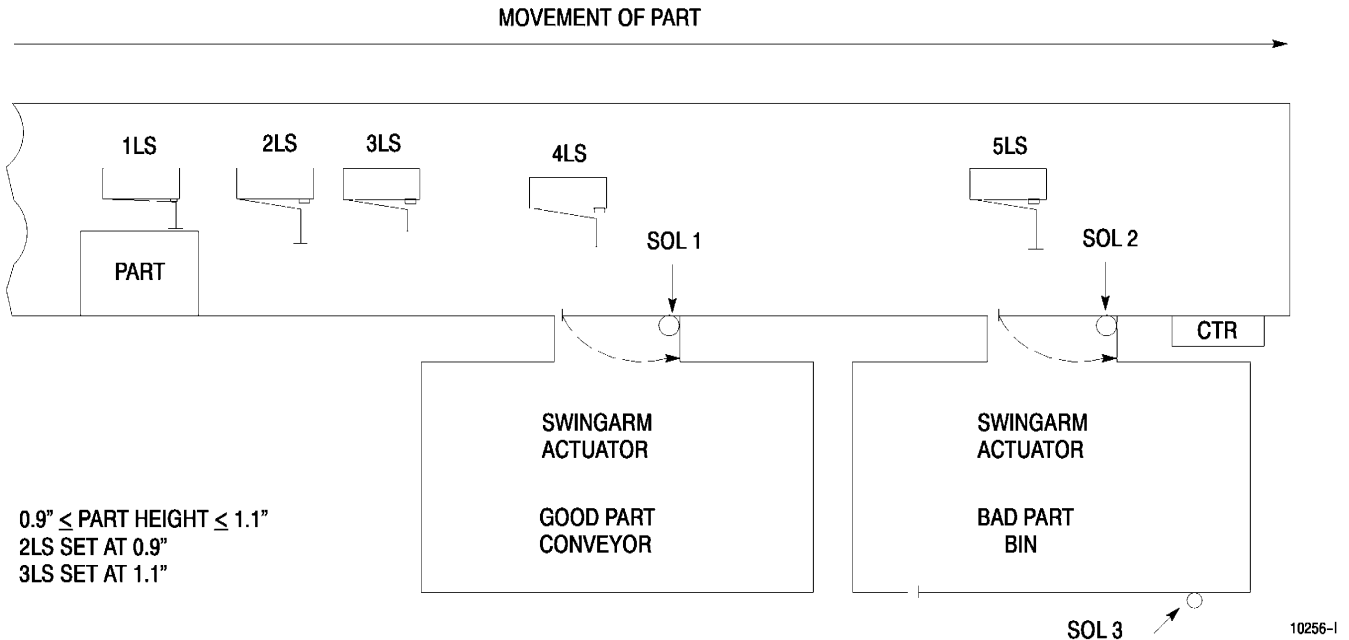 MOVEMENT OF PART
1LS
2LS
3LS
4LS
5LS
PART
SOL 1
SOL 2
CTR
SWINGARM
ACTUATOR
GOOD PART
CONVEYOR
SWINGARM
ACTUATOR
BAD PART
BIN
0.9” ≤ PART HEIGHT ≤ 1.1”
2LS SET AT 0.9”
3LS SET AT 1.1”
SOL 3
10256-I